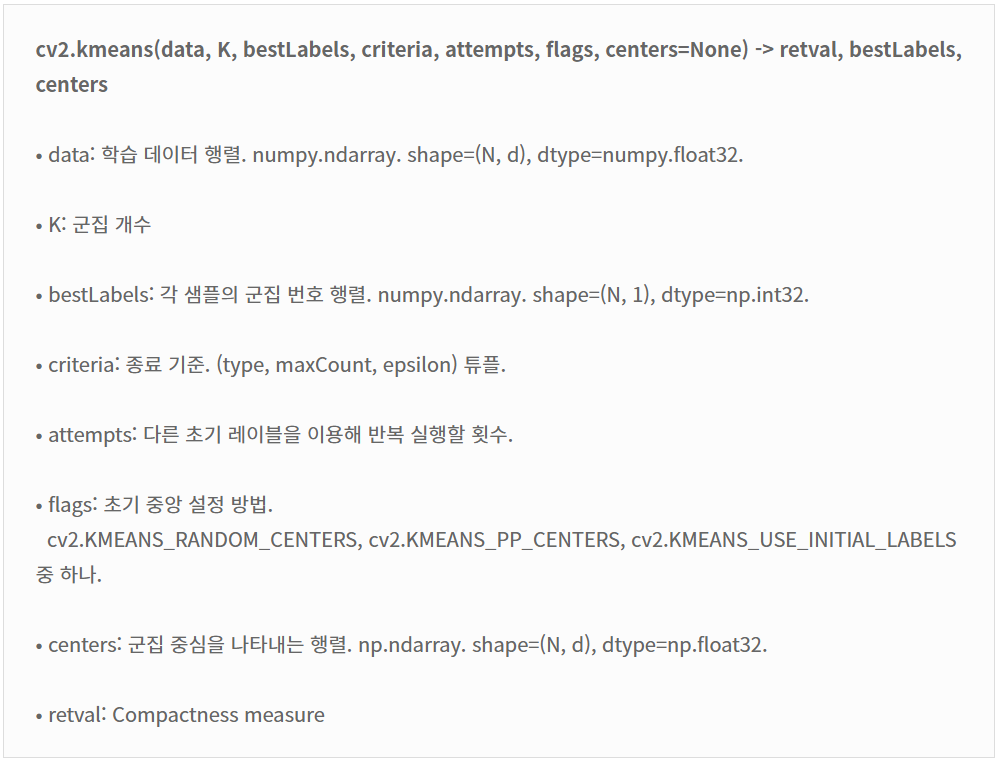 cv2.kmeans(data, K, bestLabels, criteria, attempts, flags, centers=None) -> retval, bestLabels,
centers
• data: 학습 데이터 행렬. numpy.ndarray. shape=(N, d), dtype=numpy.float32.
• K: 군집 개수
• bestLabels: 각 샘플의 군집 번호 행렬. numpy.ndarray. shape=(N, 1), dtype=np.int32.
• criteria: 종료 기준. (type, maxCount, epsilon) 튜플.
• attempts: 다른 초기 레이블을 이용해 반복 실행할 횟수.
• flags: 초기 중앙 설정 방법.
cv2.KMEANS_RANDOM_CENTERS, cv2.KMEANS_PP_CENTERS, cv2.KMEANS_USE_INITIAL_LABELS
중 하나.
• centers: 군집 중심을 나타내는 행렬. np.ndarray. shape=(N, d), dtype=np.float32.
• retval: Compactness measure